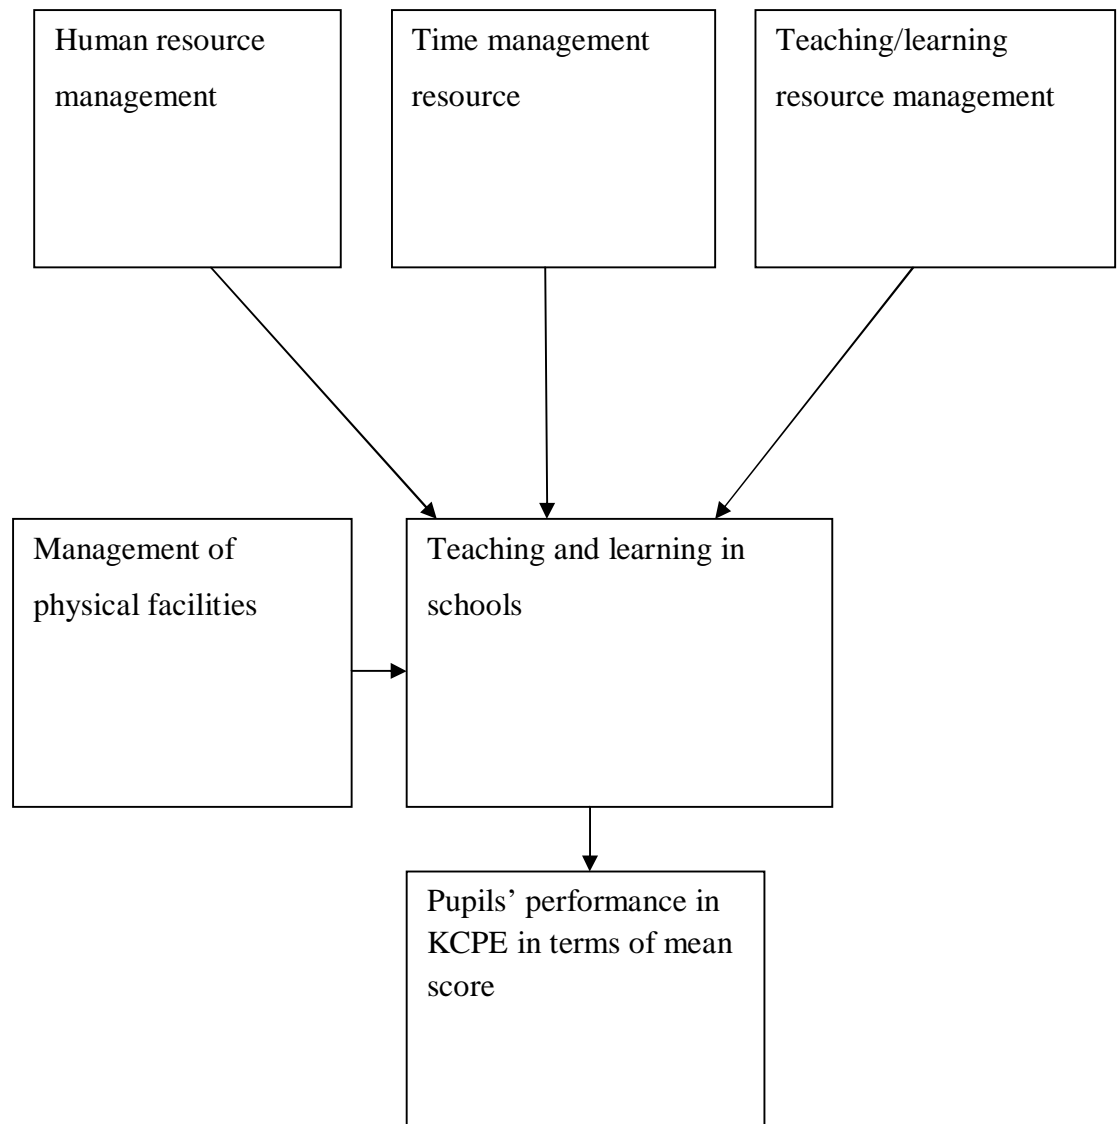 Human resource
management
Time management
resource
Teaching/learning
resource management
Management of
physical facilities
Teaching and learning in
schools
Pupils’ performance in
KCPE in terms of mean
score